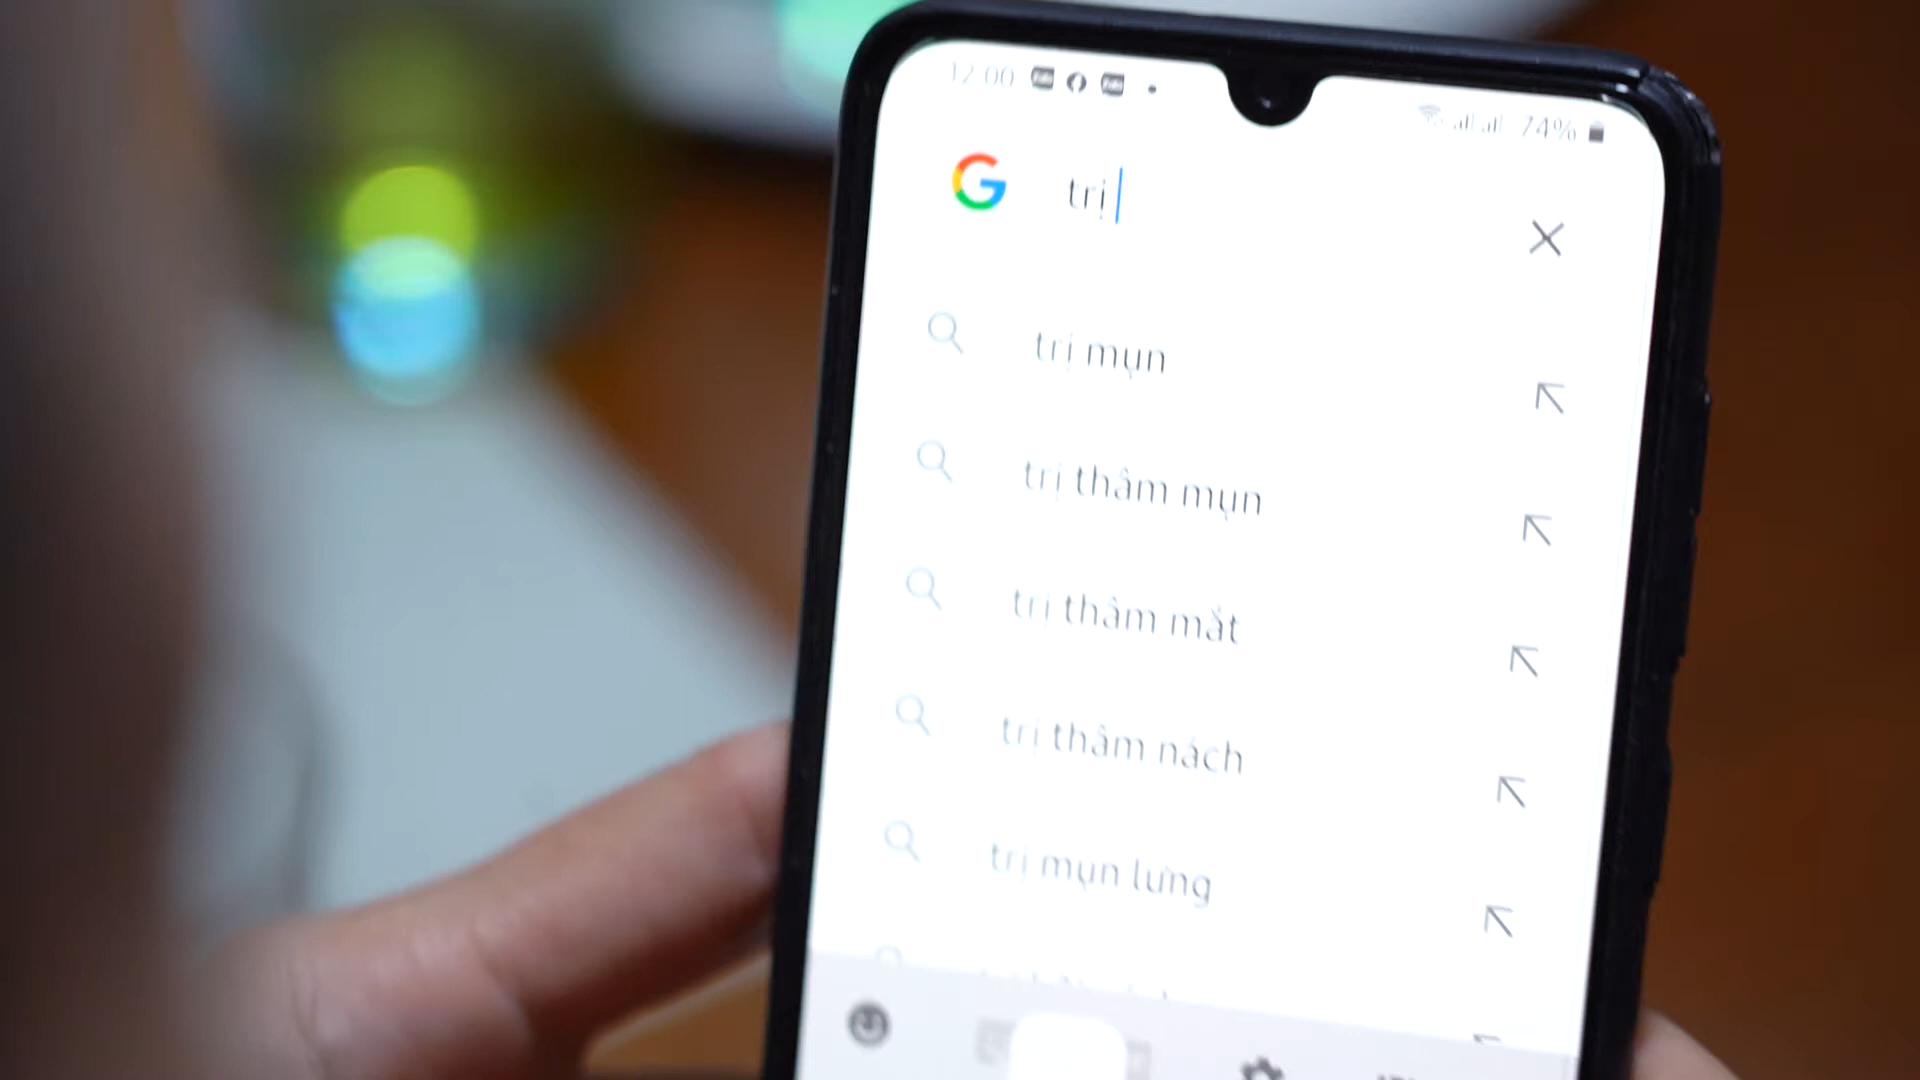 12:00
74%
trị
trị mụn
trị thâm mụn
trị thâm mắt
trị thâm nách
trị mụn lưng